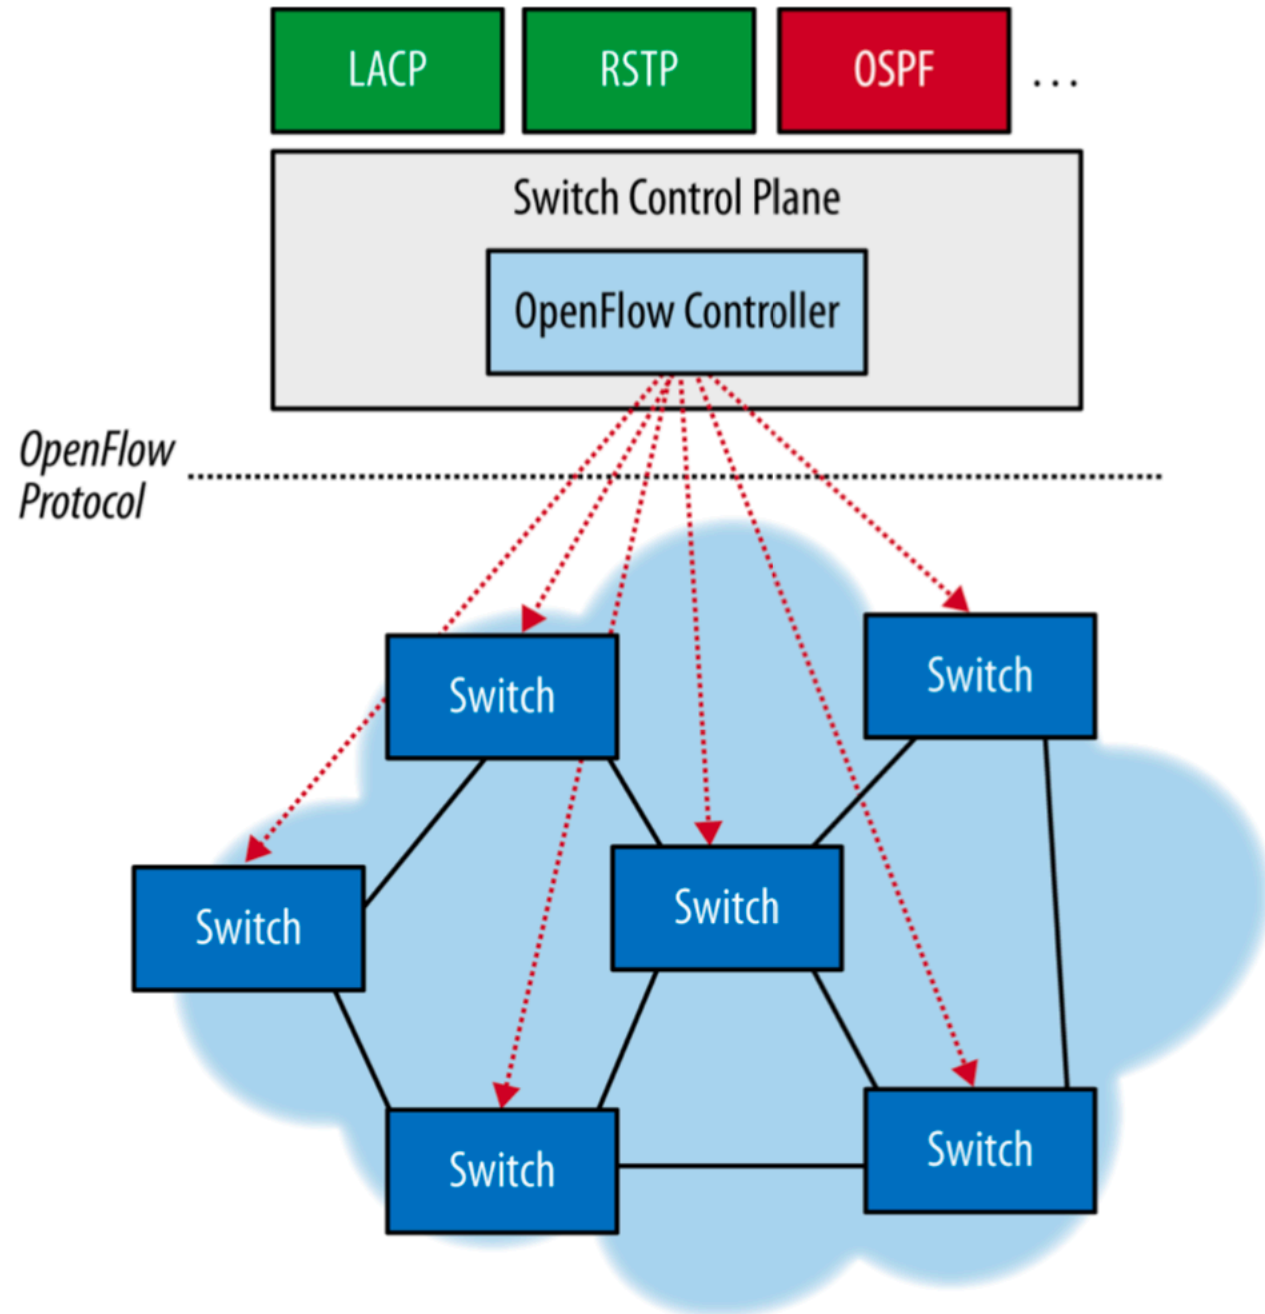 LACP
RSTP
OSPF
...
Switch Control Plane
OpenFlow Controller
OpenFlow
Protocol
Switch
Switch
Switch
Switch
Switch
Switch